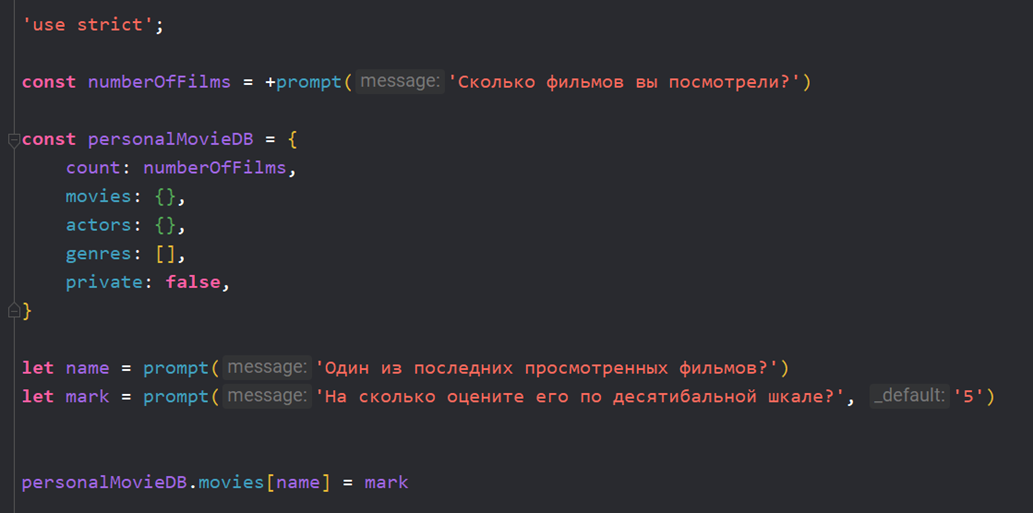 'use strict';
const numberOfFilms = +prompt( message: 'Сколько фильмов вы посмотрели?')
const personalMovieDB = {
count: numberOfFilms,
movies: {},
actors: {},
genres: [],
private: false,
}
let name = prompt( message: 'Один из последних просмотренных фильмов?')
let mark = prompt( message: 'На сколько оцените его по десятибальной шкале?', _default: '5')
personalMovieDB.movies[name] = mark